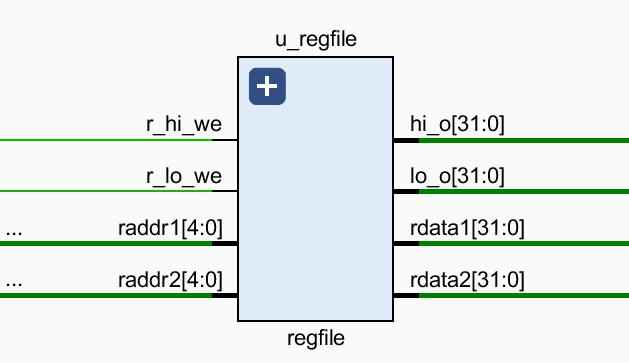 u_regfile
r_hi_we
hi_o[31:0]
r_lo_we
lo_o[31:0]
... raddr1[4:0]
rdata1[31:0]
... raddr2[4:0]
rdata2[31:0]
regfile